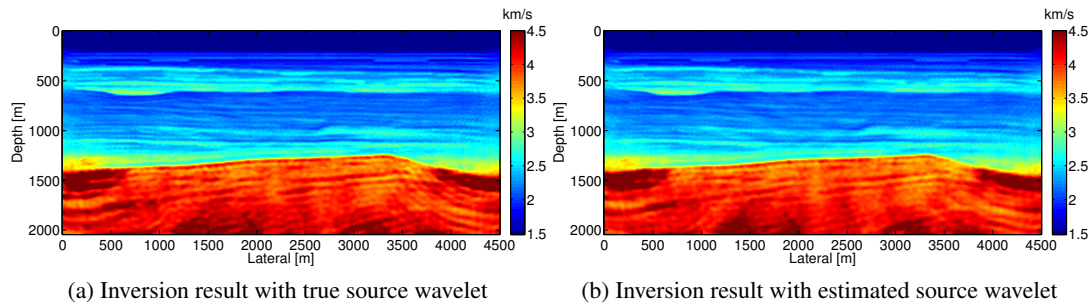 km/s
0
500
1000
1500
2000
Depth [m]
0 500 1000 1500 2000 2500 3000 3500 4000 4500
Lateral [m]
4.5
4
3.5
3
2.5
2
1.5
(a) Inversion result with true source wavelet
km/s
0
500
1000
1500
2000
Depth [m]
0 500 1000 1500 2000 2500 3000 3500 4000 4500
Lateral [m]
4.5
4
3.5
3
2.5
2
1.5
(b) Inversion result with estimated source wavelet